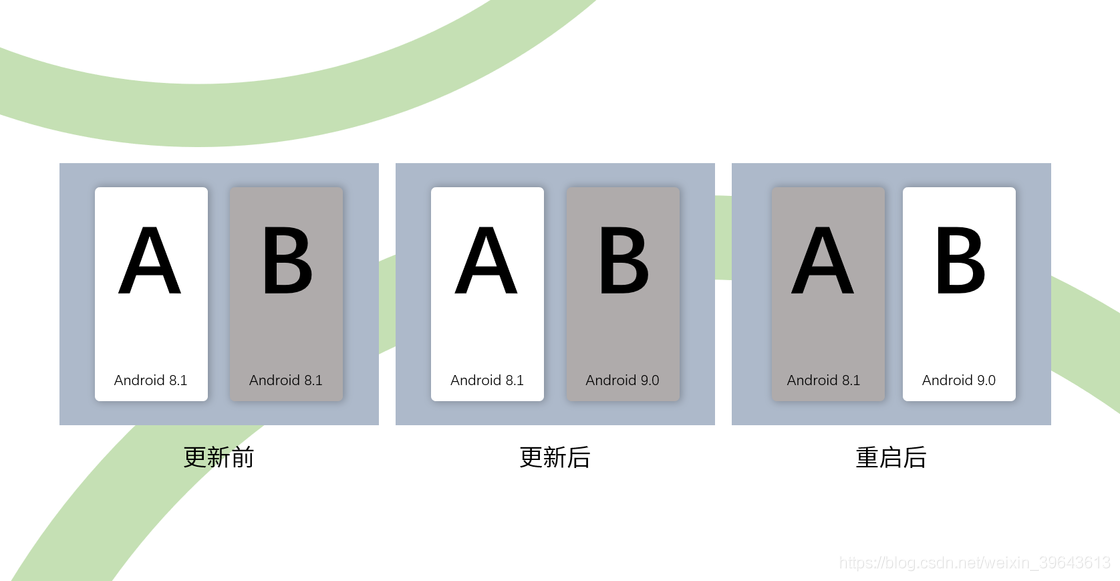 A B
Android 8.1 Android 8.1
更新前
A B
Android 8.1 Android 9.0
更新后
A B
Android 8.1 Android 9.0
重启后
https://blog.csdn.net/weixin_39643613